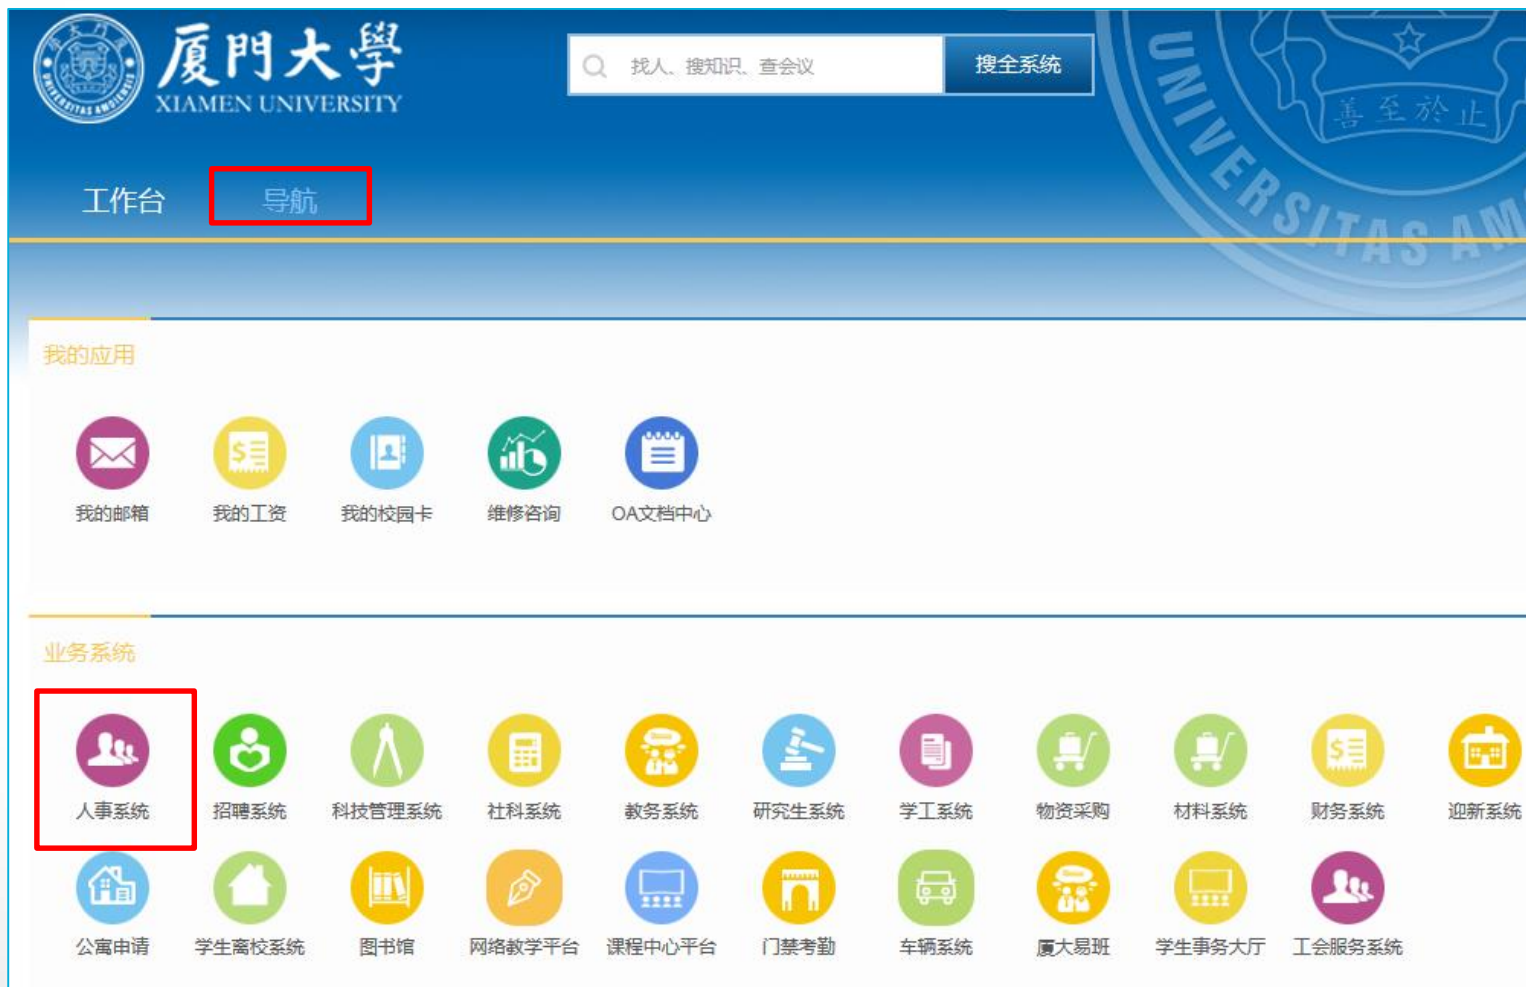 厦門大學
XIAMEN UNIVERSITY
找人、搜知识、查会议
搜全系统
善至於止
UNIVERSITAS
工作台
导航
我的应用
我的邮箱
我的工资
我的校园卡
维修咨询
OA文档中心
业务系统
人事系统
招聘系统
科技管理系统
社科系统
教务系统
研究生系统
学工系统
物资采购
材料系统
财务系统
迎新系统
公寓申请
学生离校系统
图书馆
网络教学平台
课程中心平台
门禁考勤
车辆系统
厦大易班
学生事务大厅
工会服务系统